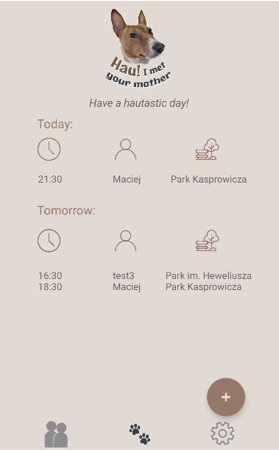 Hau! I met
your mother
Have a hautastic day!
Today:
21:30 Maciej Park Kasprowicza
Tomorrow:
16:30 test3 Park im. Heweliusza
18:30 Maciej Park Kasprowicza
+